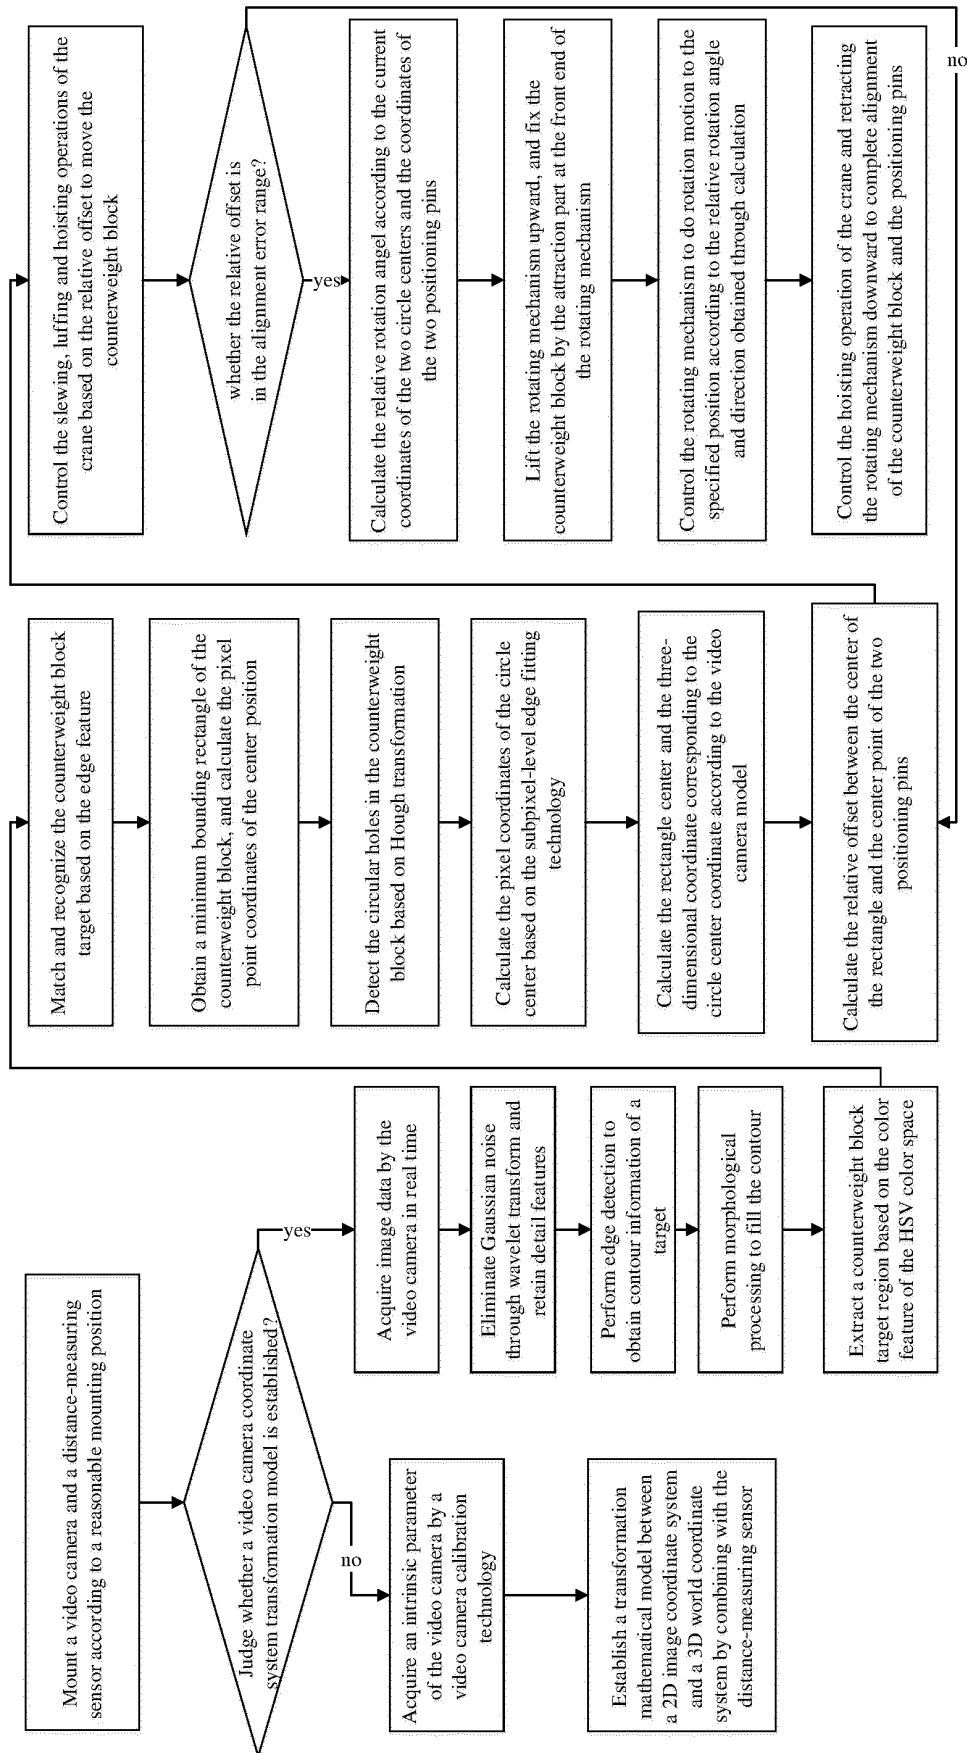 Mount a video camera and a distance-measuring
sensor according to a reasonable mounting position
Judge whether a video camera coordinate
system transformation model is established?
no
Acquire an intrinsic parameter
of the video camera by a
video camera calibration
technology
Establish a transformation
mathematical model between
a 2D image coordinate system
and a 3D world coordinate
system by combining with the
distance-measuring sensor
yes
Acquire image data by the
video camera in real time
Eliminate Gaussian noise
through wavelet transform and
retain detail features
Perform edge detection to
obtain contour information of a
target
Perform morphological
processing to fill the contour
Extract a counterweight block
target region based on the color
feature of the HSV color space
Match and recognize the counterweight block
target based on the edge feature
Obtain a minimum bounding rectangle of the
counterweight block, and calculate the pixel
point coordinates of the center position
Detect the circular holes in the counterweight
block based on Hough transformation
Calculate the pixel coordinates of the circle
center based on the subpixel-level edge fitting
technology
Calculate the rectangle center and the three-
dimensional coordinate corresponding to the
circle center coordinate according to the video
camera model
Calculate the relative offset between the center of
the rectangle and the center point of the two
positioning pins
Control the slewing, luffing and hoisting operations of the
crane based on the relative offset to move the
counterweight block
whether the relative offset is
in the alignment error range?
yes
Calculate the relative rotation angel according to the current
coordinates of the two circle centers and the coordinates of
the two positioning pins
Lift the rotating mechanism upward, and fix the
counterweight block by the attraction part at the front end of
the rotating mechanism
Control the rotating mechanism to do rotation motion to the
specified position according to the relative rotation angle
and direction obtained through calculation
Control the hoisting operation of the crane and retracting
the rotating mechanism downward to complete alignment
of the counterweight block and the positioning pins
no